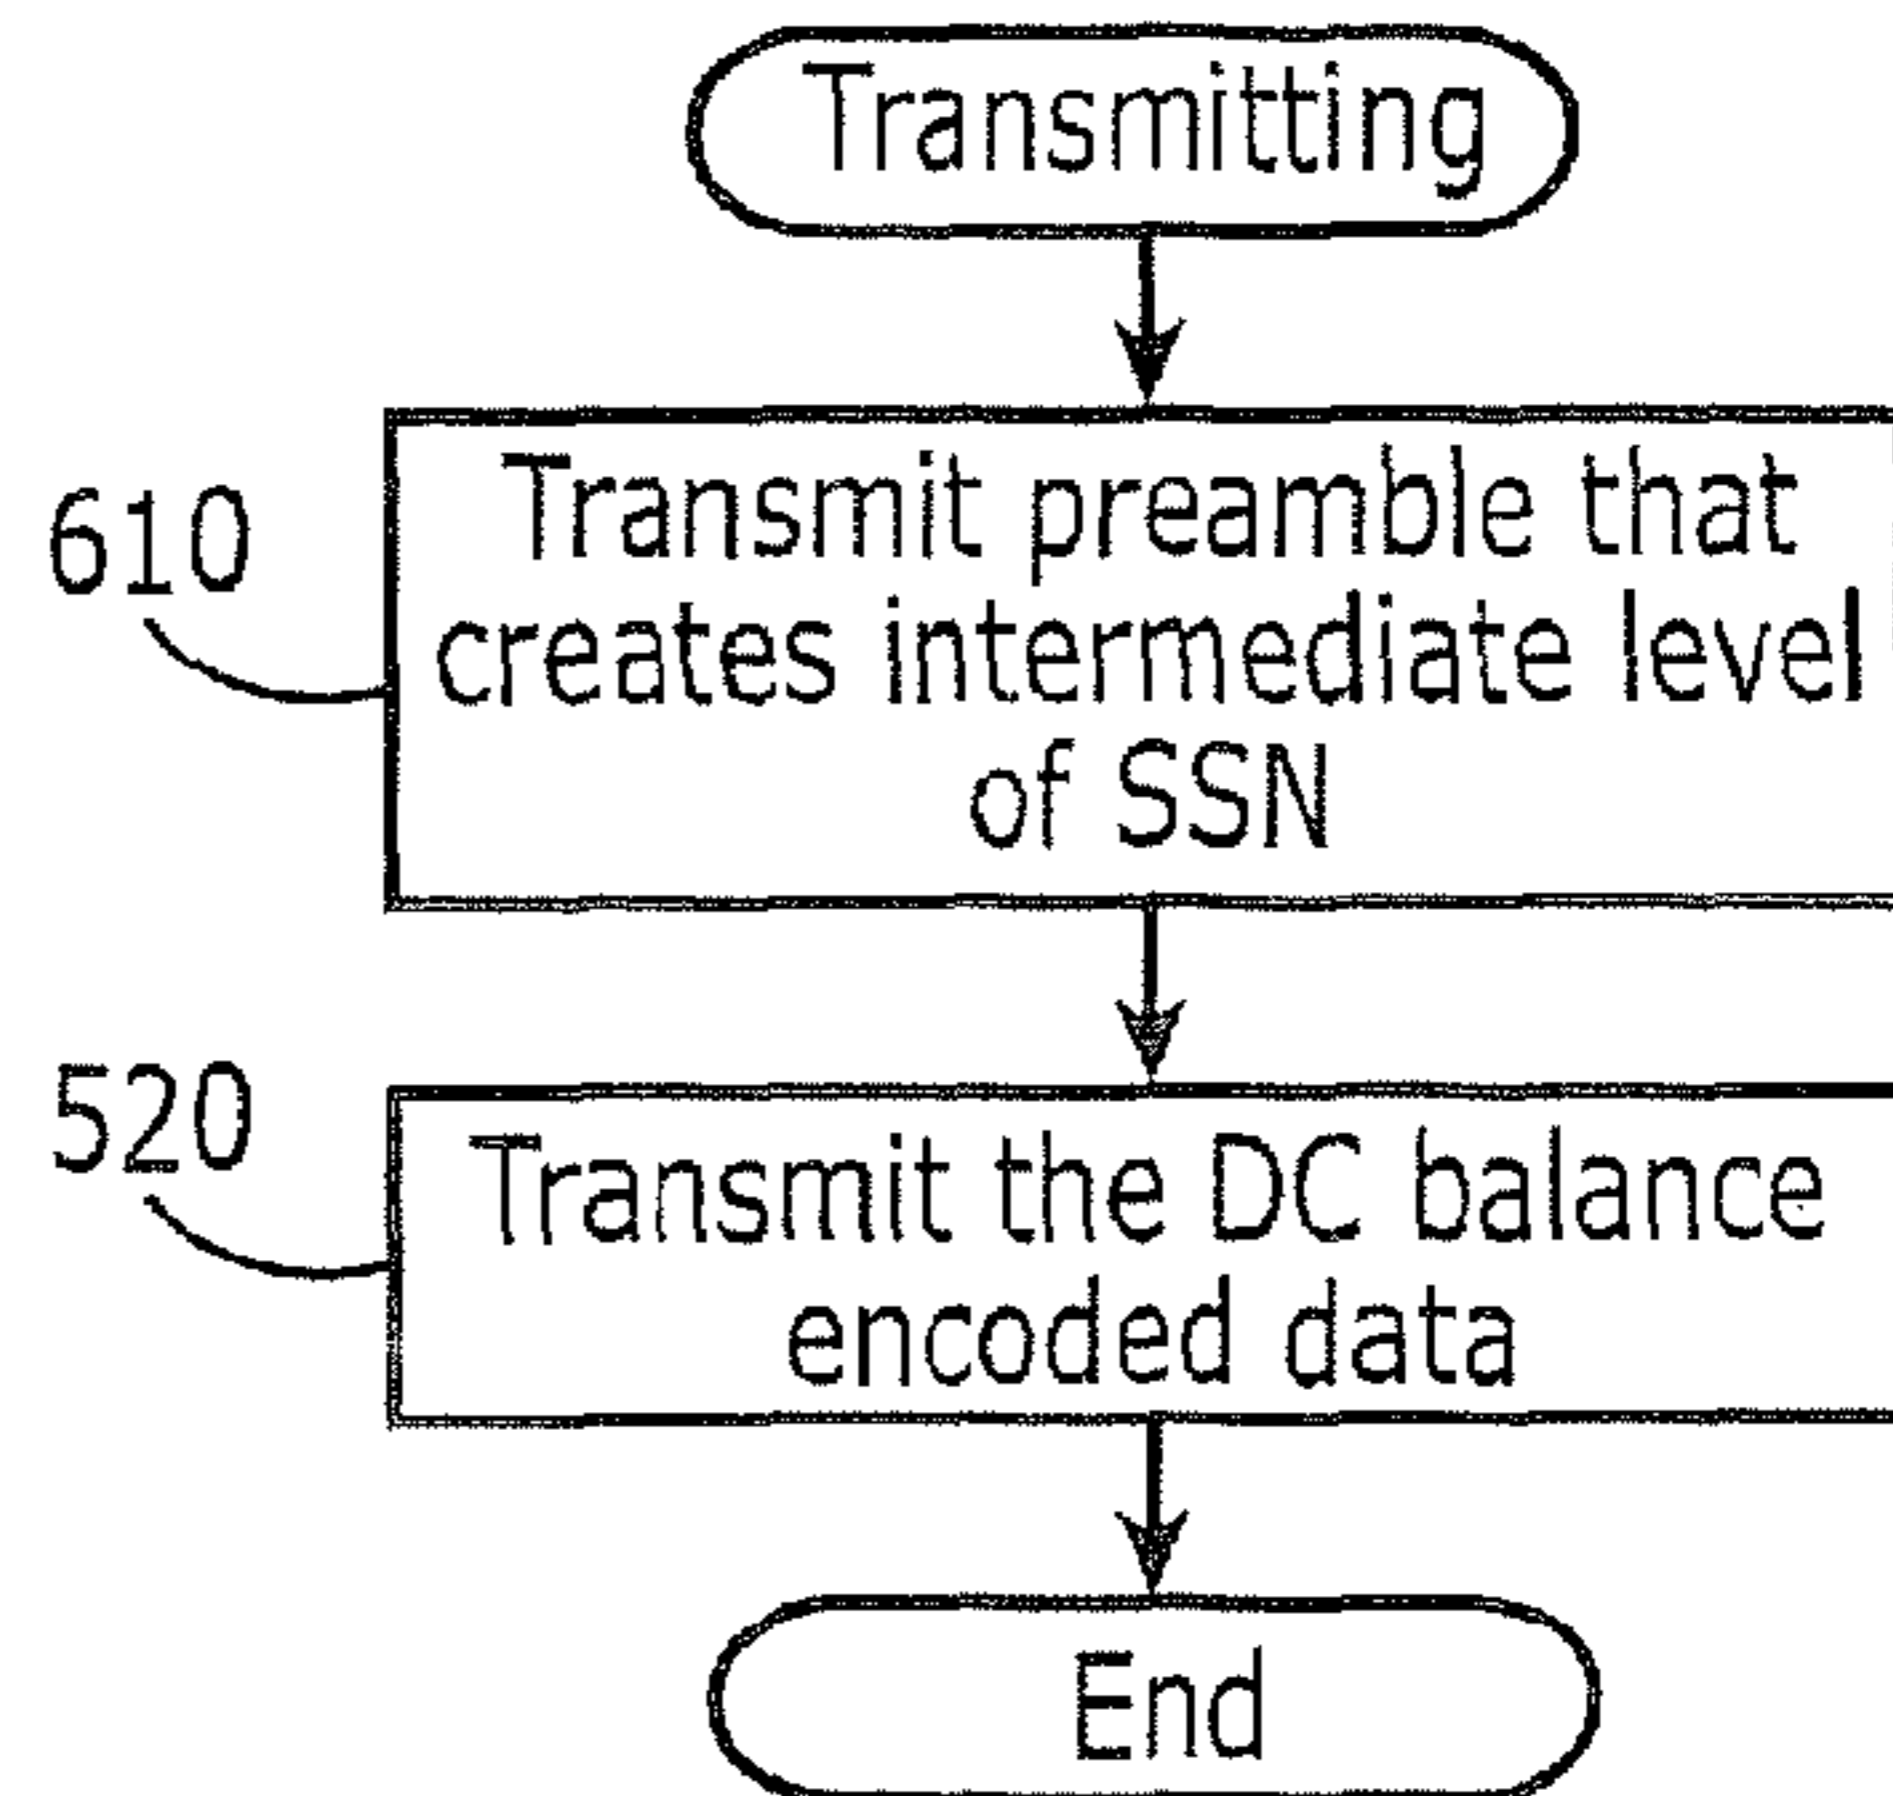 Transmitting
610
Transmit preamble that
creates intermediate level
of SSN
520
Transmit the DC balance
encoded data
End